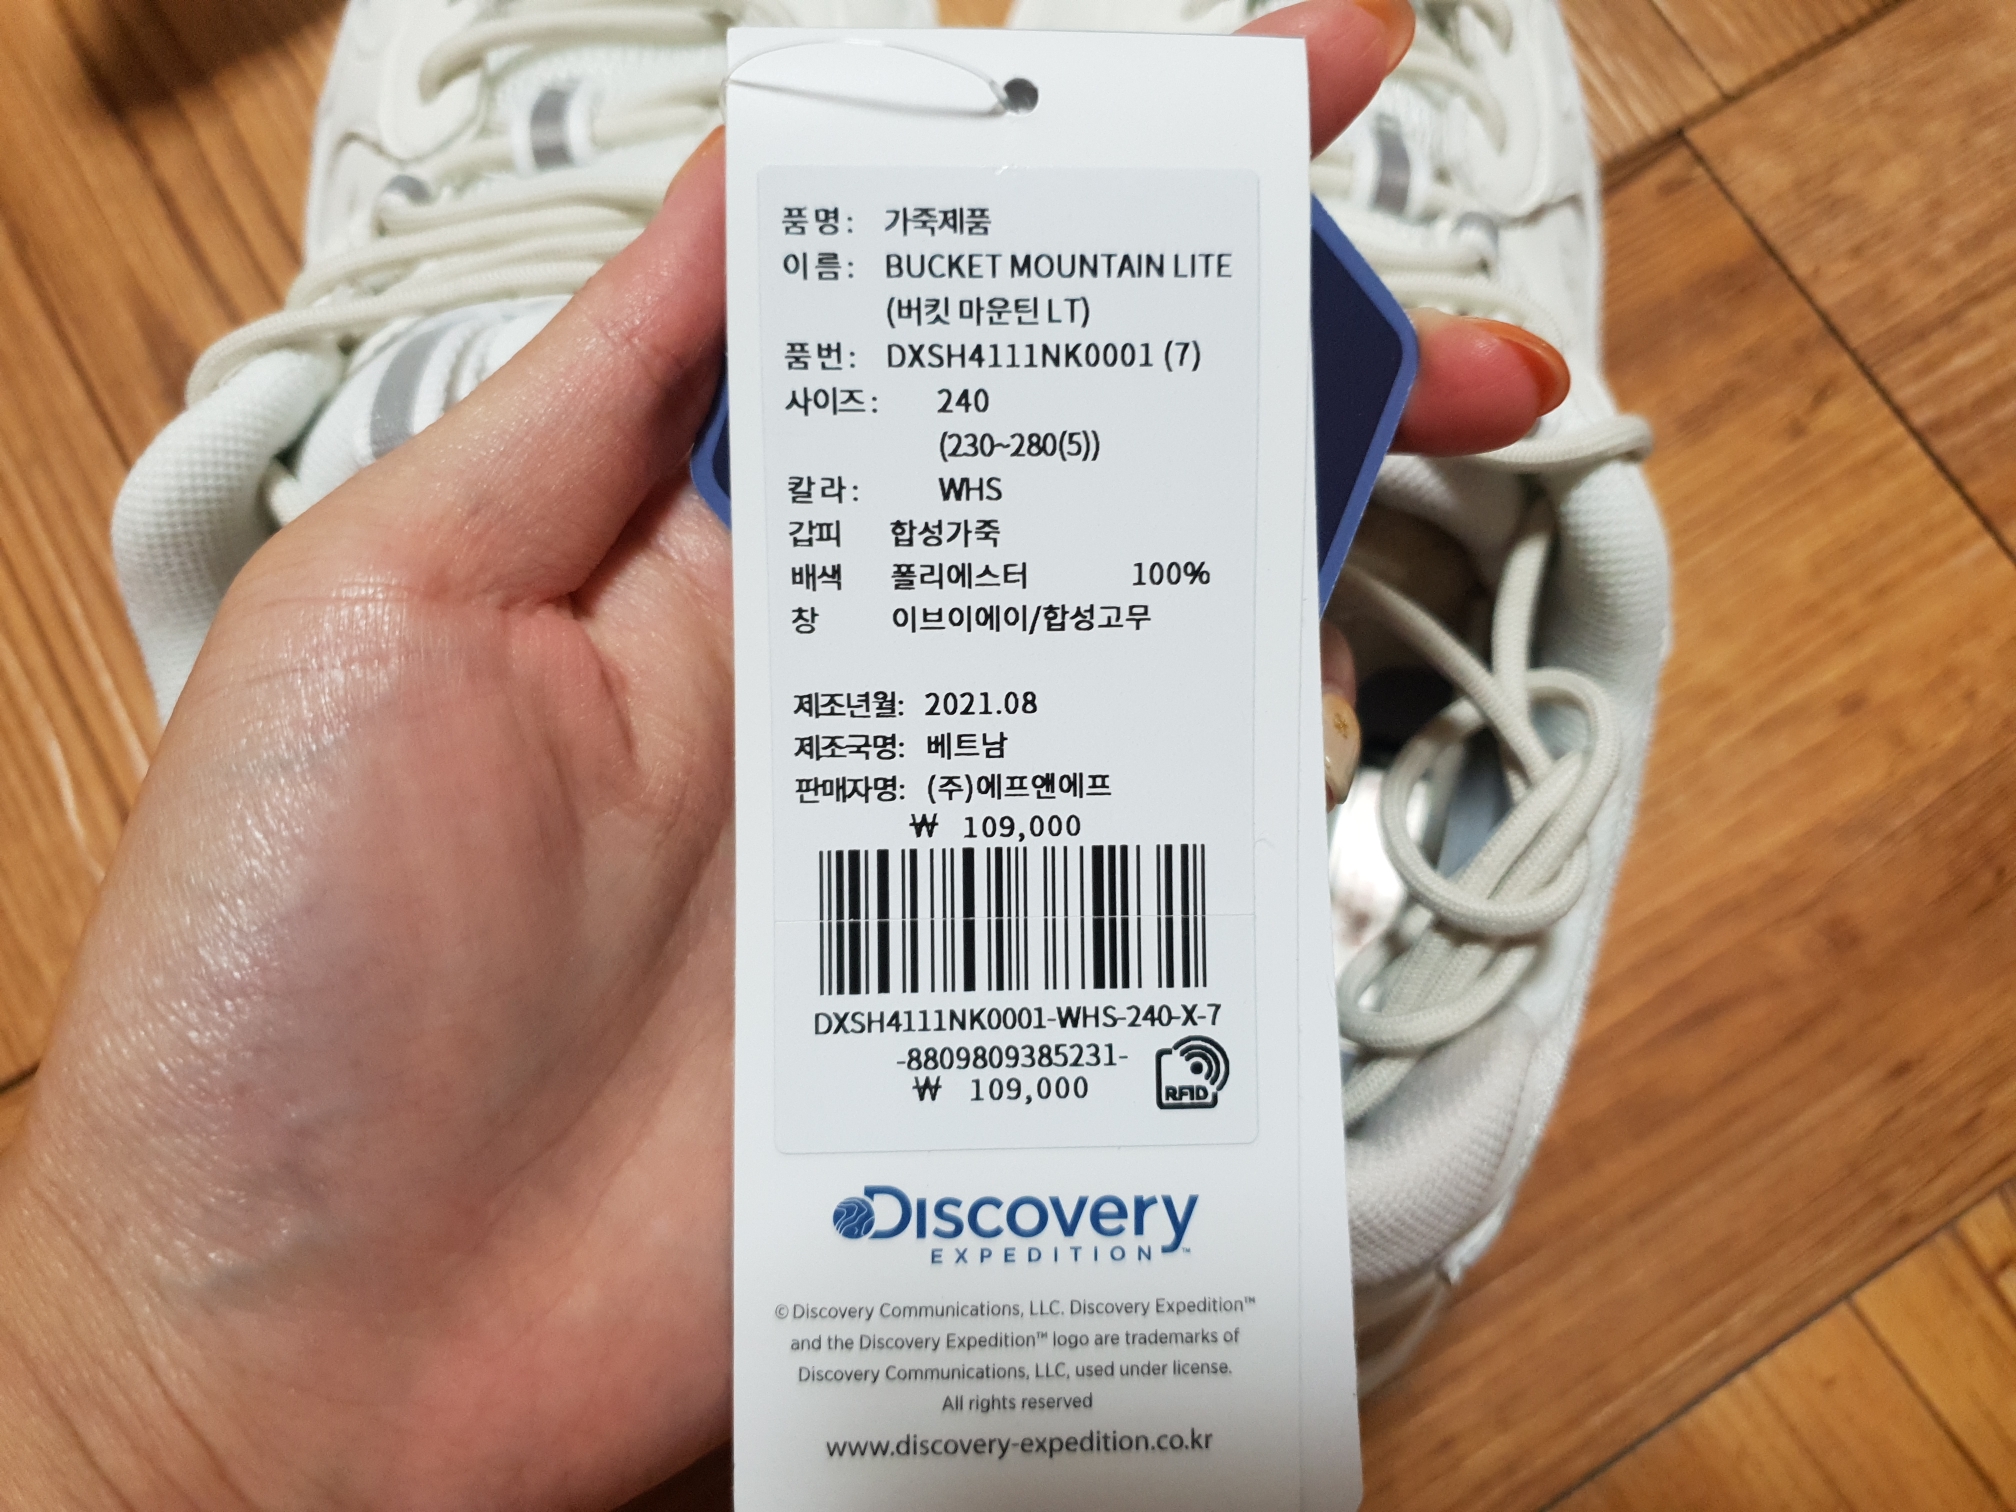 품명: 가죽제품
이름: BUCKET MOUNTAIN LITE
(버킷 마운틴 LT)
품번: DXSH4111NK0001 (7)
사이즈: 240
(230~280(5))
칼라: WHS
갑피 합성가죽
배색 폴리에스터 100%
창 이브이에이/합성고무
제조년월: 2021.08
제조국명: 베트남
판매자명: (주)에프앤에프
₩ 109,000
DXSH4111NK0001-WHS-240-X-7
-8809809385231-
₩ 109,000
RFID
Discovery
EXPEDITION™
© Discovery Communications, LLC. Discovery Expedition™
and the Discovery Expedition™ logo are trademarks of
Discovery Communications, LLC, used under license.
All rights reserved
www.discovery-expedition.co.kr